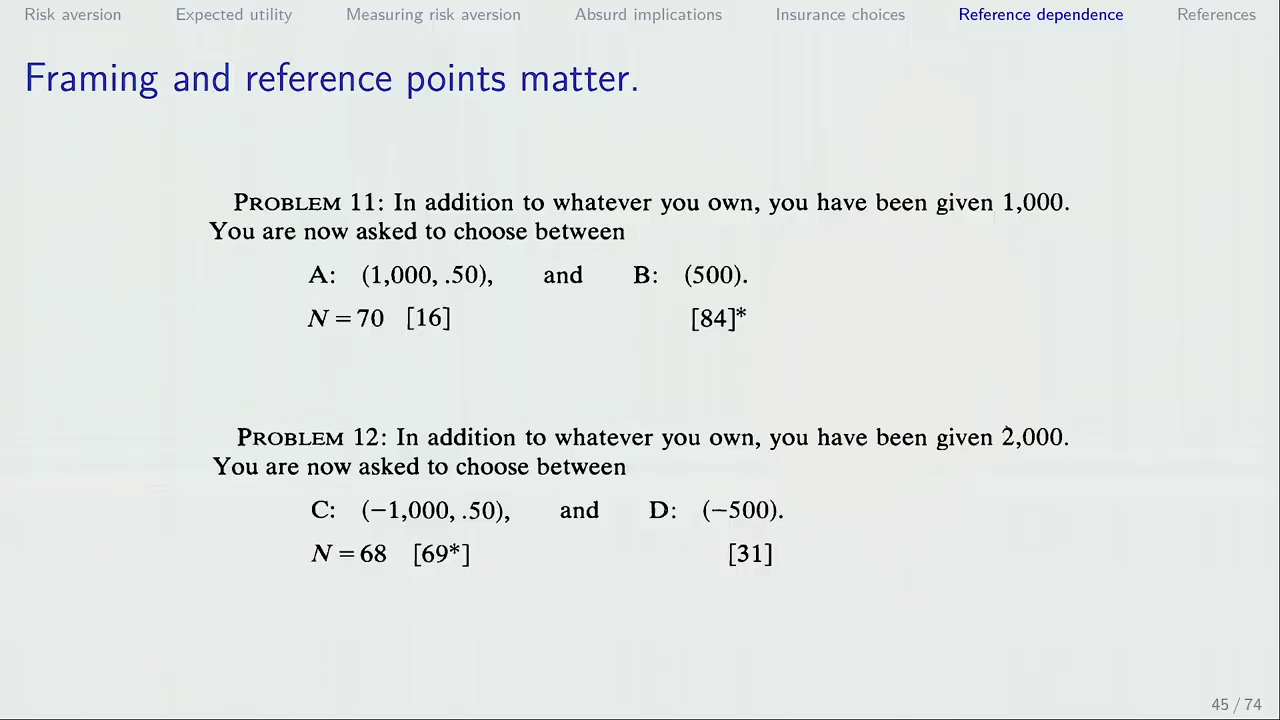 Risk aversion Expected utility Measuring risk aversion Absurd implications Insurance choices Reference dependence References
Framing and reference points matter.
PROBLEM 11: In addition to whatever you own, you have been given 1,000.
You are now asked to choose between
A: (1,000, .50), and B: (500).
N = 70 [16] [84]*
PROBLEM 12: In addition to whatever you own, you have been given 2,000.
You are now asked to choose between
C: (−1,000, .50), and D: (−500).
N = 68 [69*] [31]
45 / 74